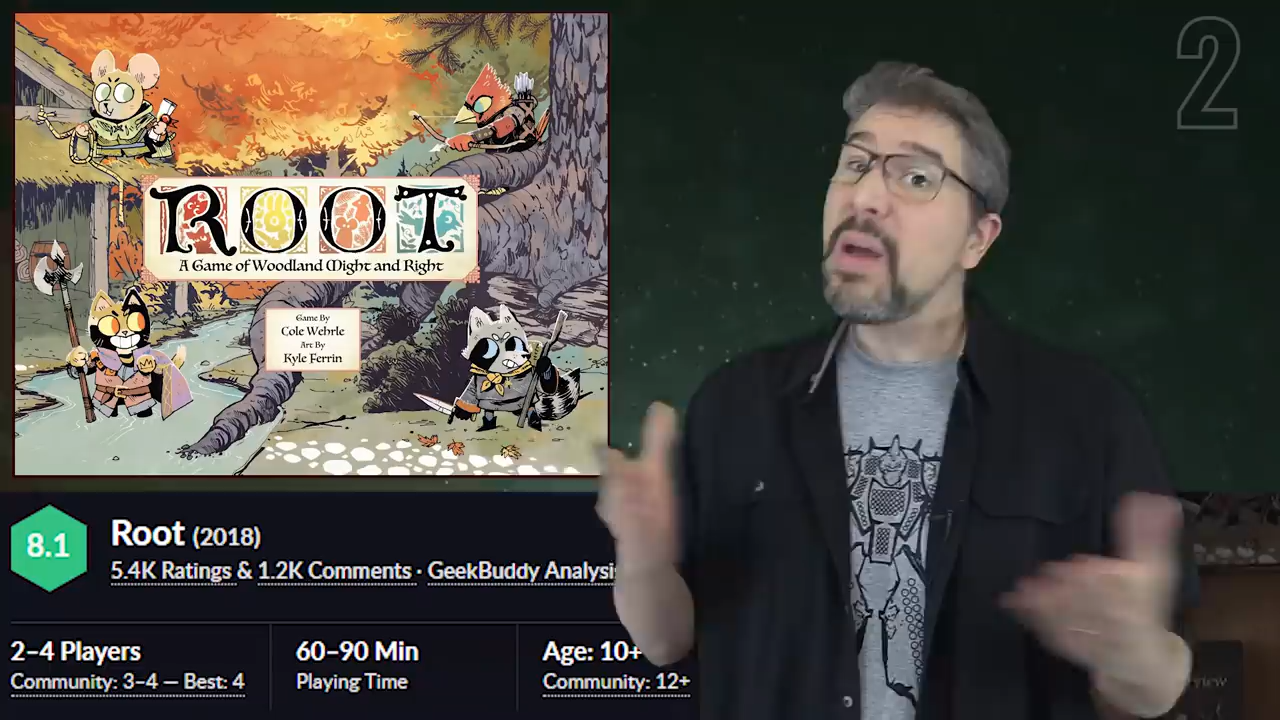 2
ROOT
A Game of Woodland Might and Right
Game By
Cole Wehrle
Art By
Kyle Ferrin
8.1
Root (2018)
5.4K Ratings & 1.2K Comments · GeekBuddy Analysi
2–4 Players
Community: 3–4 — Best: 4
60–90 Min
Playing Time
Age: 10+
Community: 12+